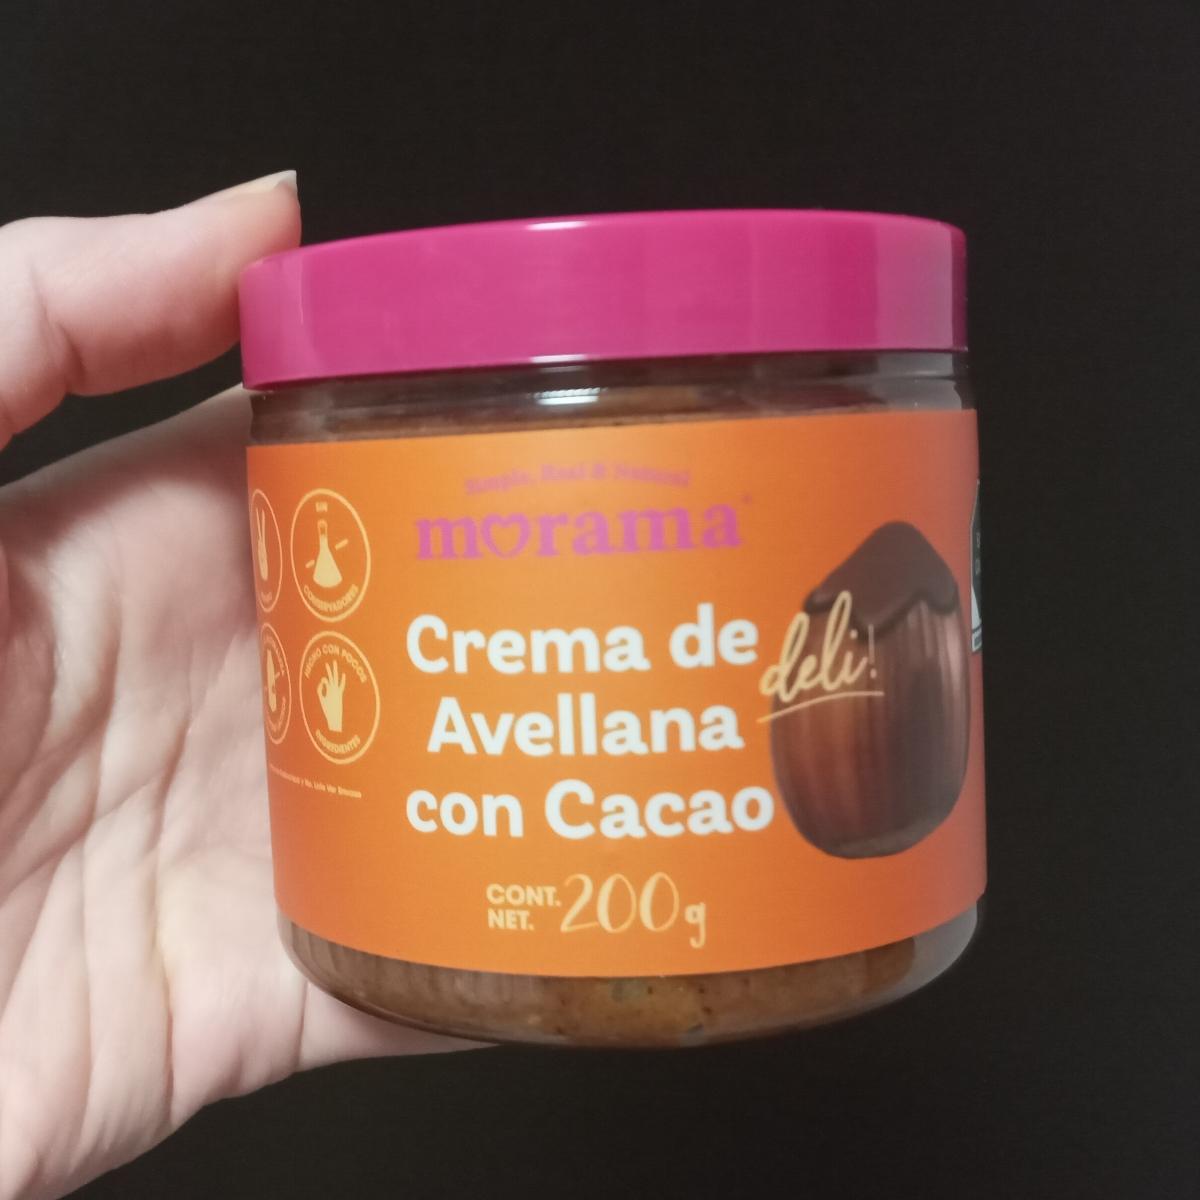 Simple, Real & Natural
morama
Crema de
Avellana
con Cacao
deli!
CONT.
NET. 200g
SIN
CONSERVADORES
HECHO CON POCOS
INGREDIENTES